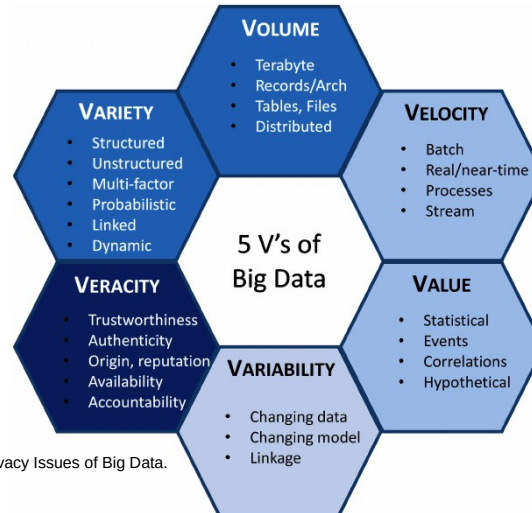 VOLUME
• Terabyte
• Records/Arch
• Tables, Files
• Distributed
VARIETY
• Structured
• Unstructured
• Multi-factor
• Probabilistic
• Linked
• Dynamic
VELOCITY
• Batch
• Real/near-time
• Processes
• Stream
5 V's of
Big Data
VERACITY
• Trustworthiness
• Authenticity
• Origin, reputation
• Availability
• Accountability
VALUE
• Statistical
• Events
• Correlations
• Hypothetical
VARIABILITY
• Changing data
• Changing model
• Linkage
vacy Issues of Big Data.